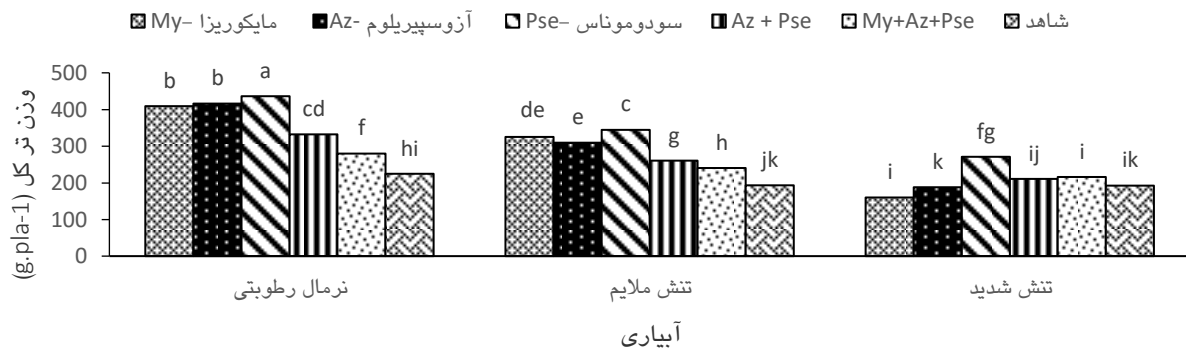 My– مایکوریزا Az- آزوسپیریلوم Pse– سودوموناس Az + Pse My+Az+Pse شاهد
وزن تر کل (g.pla-1)
500
400
300
200
100
0
b b a cd f hi
de e c g h jk
i k fg ij i ik
نرمال رطوبتی تنش ملایم تنش شدید
آبیاری